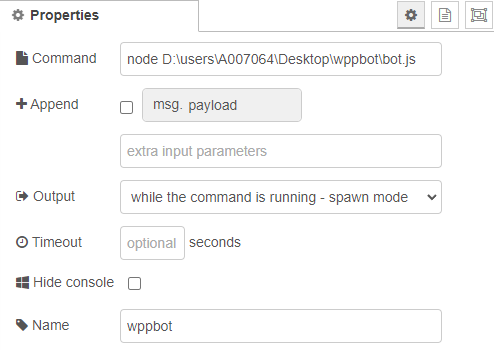 Properties
Command
node D:\users\A007064\Desktop\wppbot\bot.js
Append
msg. payload
extra input parameters
Output
while the command is running - spawn mode
Timeout
optional seconds
Hide console
Name
wppbot